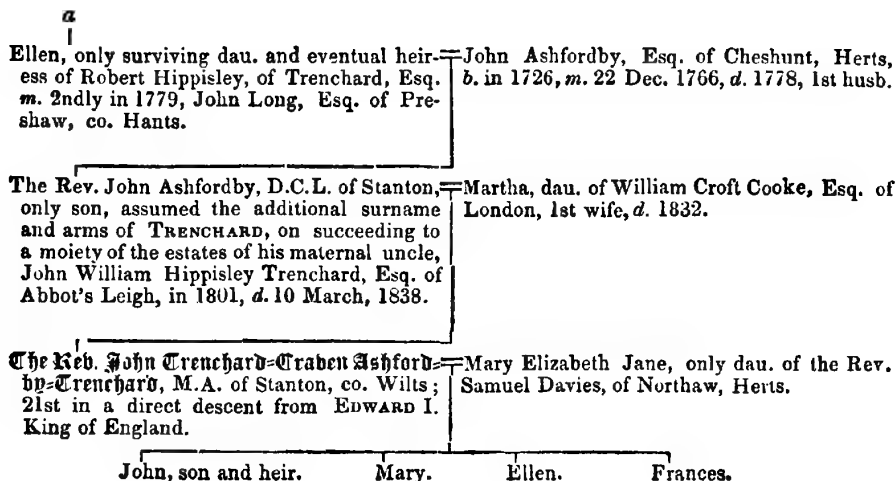 a
Ellen, only surviving dau. and eventual heir-
ess of Robert Hippisley, of Trenchard, Esq.
m. 2ndly in 1779, John Long, Esq. of Pre-
shaw, co. Hants.
John Ashfordby, Esq. of Cheshunt, Herts,
b. in 1726, m. 22 Dec. 1766, d. 1778, 1st husb.
The Rev. John Ashfordby, D.C.L. of Stanton,
only son, assumed the additional surname
and arms of TRENCHARD, on succeeding to
a moiety of the estates of his maternal uncle,
John William Hippisley Trenchard, Esq. of
Abbot's Leigh, in 1801, d. 10 March, 1838.
Martha, dau. of William Croft Cooke, Esq. of
London, 1st wife, d. 1832.
The Rev. John Trenchard=Craven Ashford=
by=Trenchard, M.A. of Stanton, co. Wilts;
21st in a direct descent from EDWARD I.
King of England.
Mary Elizabeth Jane, only dau. of the Rev.
Samuel Davies, of Northaw, Herts.
John, son and heir. Mary. Ellen. Frances.